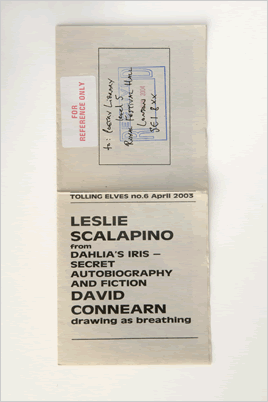 FOR
REFERENCE ONLY
to: Poetry Library
Level 5
Royal Festival Hall
London
SE1 8XX
TOLLING ELVES no.6 April 2003
LESLIE
SCALAPINO
from
DAHLIA'S IRIS –
SECRET
AUTOBIOGRAPHY
AND FICTION
DAVID
CONNEARN
drawing as breathing